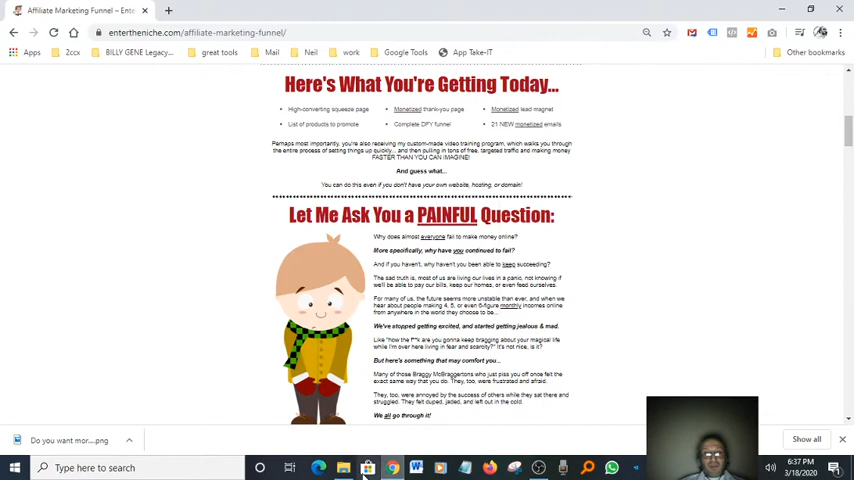 Affiliate Marketing Funnel – Ente
entertheniche.com/affiliate-marketing-funnel/
Apps
2ccx
BILLY GENE Legacy...
great tools
Mail
Neil
work
Google Tools
App Take-IT
Other bookmarks
Here's What You're Getting Today...
High-converting squeeze page
Monetized thank-you page
Monetized lead magnet
List of products to promote
Complete DFY funnel
21 NEW monetized emails
Perhaps most importantly, you're also receiving my custom-made video training program, which walks you through
the entire process of setting things up quickly... and then pulling in tons of free, targeted traffic and making money
FASTER THAN YOU CAN IMAGINE!
And guess what...
You can do this even if you don't have your own website, hosting, or domain!
Let Me Ask You a PAINFUL Question:
Why does almost everyone fail to make money online?
More specifically, why have you continued to fail?
And if you haven't, why haven't you been able to keep succeeding?
The sad truth is, most of us are living our lives in a panic, not knowing if
we'll be able to pay our bills, keep our homes, or even feed ourselves.
For many of us, the future seems more unstable than ever, and when we
hear about people making 4, 5, or even 6-figure monthly incomes online
from anywhere in the world they choose to be...
We've stopped getting excited, and started getting jealous & mad.
Like "how the f**k are you gonna keep bragging about your magical life
while I'm over here living in fear and scarcity?" It's not nice, is it?
But here's something that may comfort you...
Many of those Braggy McBraggertons who just piss you off once felt the
exact same way that you do. They, too, were frustrated and afraid.
They, too, were annoyed by the success of others while they sat there and
struggled. They felt duped, jaded, and left out in the cold.
We all go through it!
Do you want mor....png
Show all
Type here to search
6:37 PM
3/18/2020